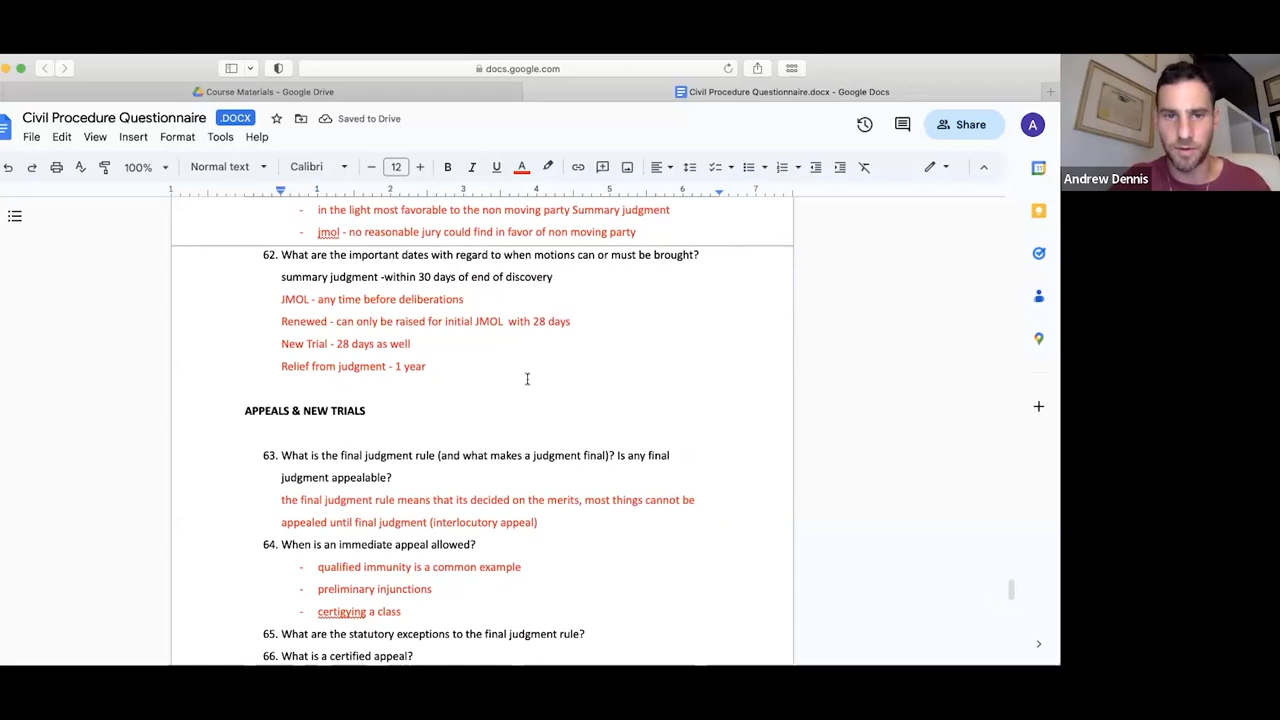 docs.google.com
Course Materials - Google Drive
Civil Procedure Questionnaire.docx - Google Docs
Civil Procedure Questionnaire .DOCX
Saved to Drive
Share
A
File Edit View Insert Format Tools Help
100% Normal text Calibri 12 B I U A
1 1 2 3 4 5 6 7
Andrew Dennis
- in the light most favorable to the non moving party Summary judgment
- jmol - no reasonable jury could find in favor of non moving party
62. What are the important dates with regard to when motions can or must be brought?
summary judgment -within 30 days of end of discovery
JMOL - any time before deliberations
Renewed - can only be raised for initial JMOL with 28 days
New Trial - 28 days as well
Relief from judgment - 1 year
APPEALS & NEW TRIALS
63. What is the final judgment rule (and what makes a judgment final)? Is any final
judgment appealable?
the final judgment rule means that its decided on the merits, most things cannot be
appealed until final judgment (interlocutory appeal)
64. When is an immediate appeal allowed?
- qualified immunity is a common example
- preliminary injunctions
- certigying a class
65. What are the statutory exceptions to the final judgment rule?
66. What is a certified appeal?